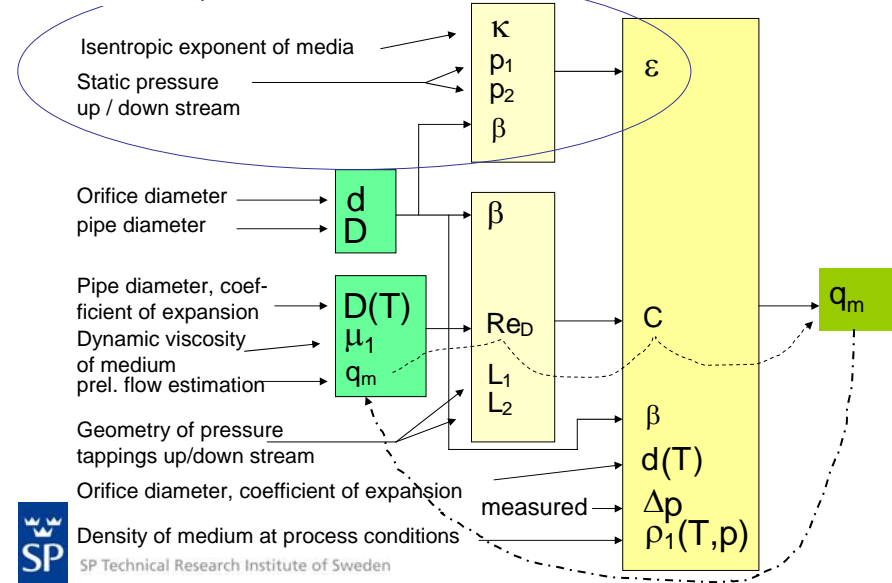 Isentropic exponent of media
κ
p1
p2
β
ε
Static pressure
up / down stream
Orifice diameter
pipe diameter
d
D
β
Pipe diameter, coef-
ficient of expansion
Dynamic viscosity
of medium
prel. flow estimation
D(T)
μ1
qm
ReD
L1
L2
C
qm
Geometry of pressure
tappings up/down stream
β
d(T)
Orifice diameter, coefficient of expansion
measured
Δp
ρ1(T,p)
Density of medium at process conditions
SP
SP Technical Research Institute of Sweden